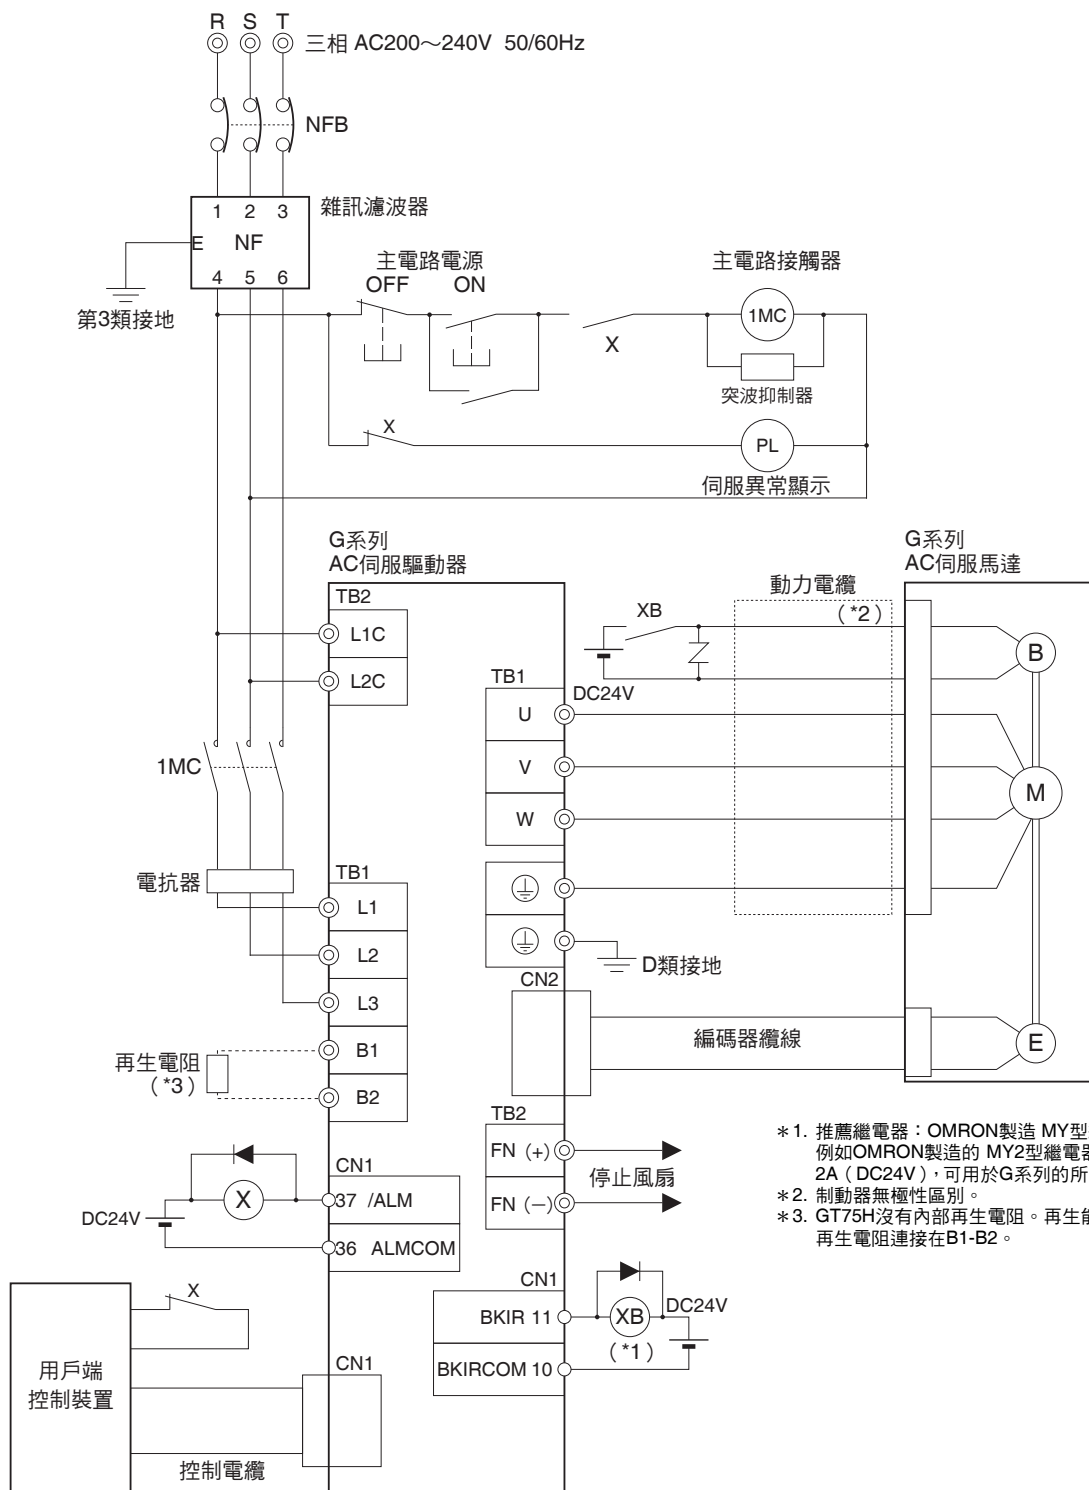 R S T
三相 AC200～240V 50/60Hz
NFB
1 2 3
雜訊濾波器
E NF
4 5 6
第3類接地
主電路電源
OFF ON
主電路接觸器
1MC
X
突波抑制器
X
PL
伺服異常顯示
G系列
AC伺服驅動器
G系列
AC伺服馬達
TB2
L1C
L2C
動力電纜
（*2）
XB
DC24V
B
TB1
U
V
W
M
1MC
電抗器
TB1
L1
L2
L3
B1
B2
再生電阻
（*3）
D類接地
CN2
編碼器纜線
E
TB2
FN（+）
FN（−）
停止風扇
CN1
37 /ALM
36 ALMCOM
X
DC24V
CN1
BKIR 11
BKIRCOM 10
XB
（*1）
DC24V
X
用戶端
控制裝置
CN1
控制電纜
*1. 推薦繼電器：OMRON製造 MY型
例如OMRON製造的 MY2型繼電器
2A（DC24V），可用於G系列的所
*2. 制動器無極性區別。
*3. GT75H沒有內部再生電阻。再生能
再生電阻連接在B1-B2。